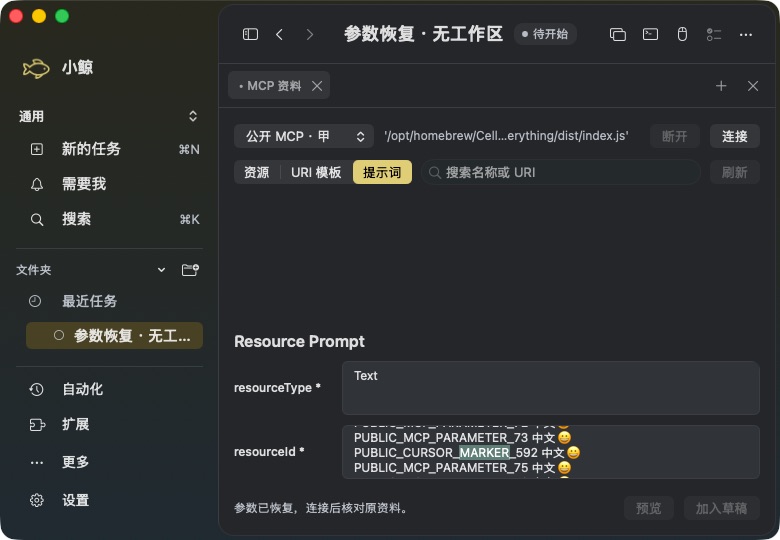 小鲸
通用
新的任务 ⌘N
需要我
搜索 ⌘K
文件夹
最近任务
参数恢复 · 无工...
自动化
扩展
更多
设置
参数恢复 · 无工作区
待开始
• MCP 资料
公开 MCP · 甲
'/opt/homebrew/Cell...erything/dist/index.js'
断开
连接
资源
URI 模板
提示词
搜索名称或 URI
刷新
Resource Prompt
resourceType *
Text
resourceId *
PUBLIC_MCP_PARAMETER_73 中文😀
PUBLIC_CURSOR_MARKER_592 中文😀
PUBLIC_MCP_PARAMETER_75 中文😀
参数已恢复，连接后核对原资料。
预览
加入草稿